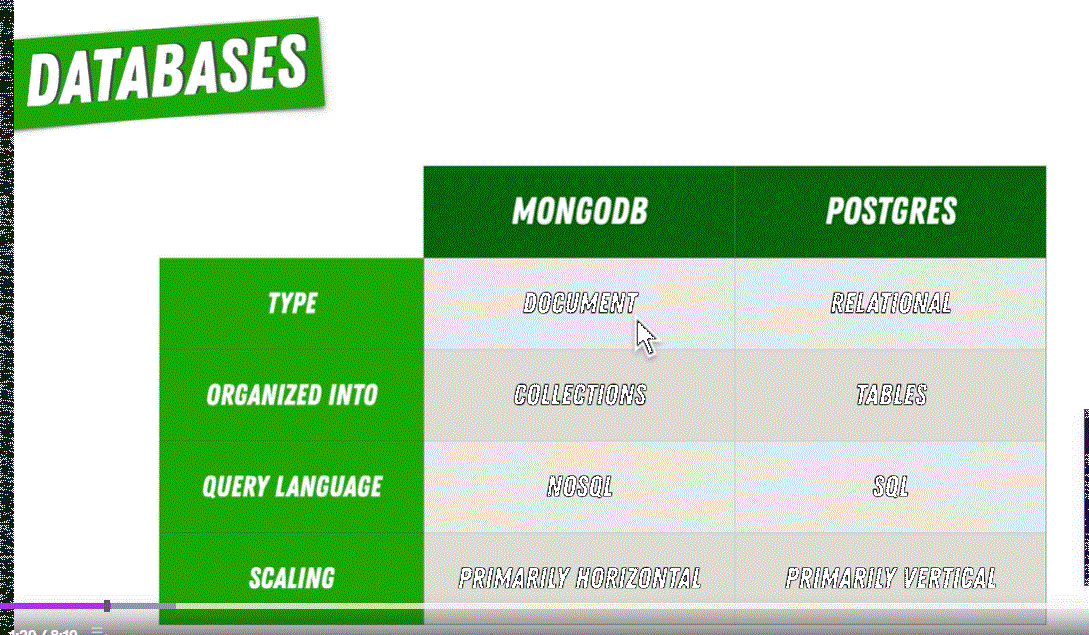 DATABASES
MONGODB POSTGRES
TYPE DOCUMENT RELATIONAL
ORGANIZED INTO COLLECTIONS TABLES
QUERY LANGUAGE NOSQL SQL
SCALING PRIMARILY HORIZONTAL PRIMARILY VERTICAL